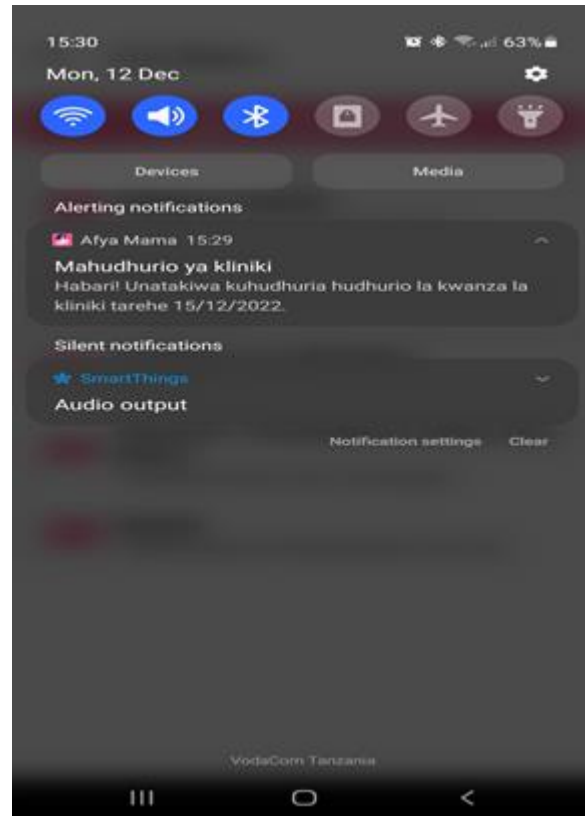 15:30
63%
Mon, 12 Dec
Devices
Media
Alerting notifications
Afya Mama 15:29
Mahudhurio ya kliniki
Habari! Unatakiwa kuhudhuria hudhurio la kwanza la
kliniki tarehe 15/12/2022.
Silent notifications
SmartThings
Audio output
Notification settings Clear
VodaCom Tanzania